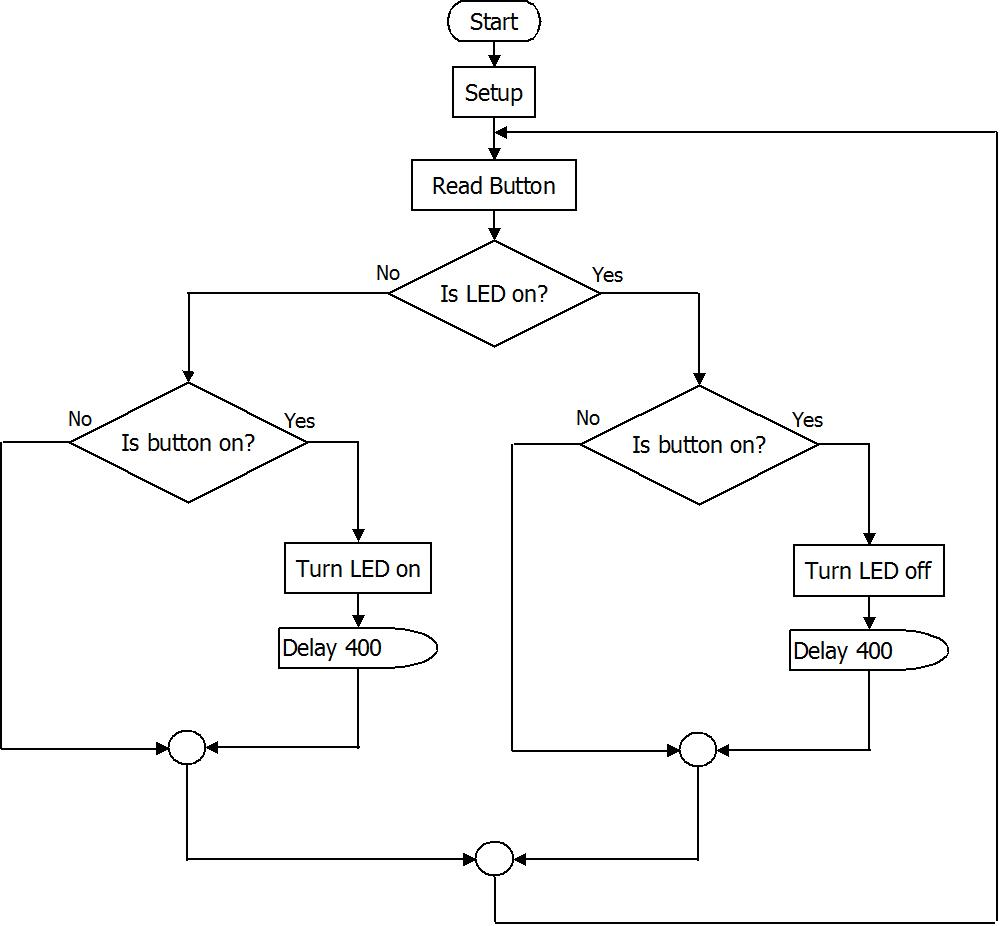 Start
Setup
Read Button
Is LED on?
No
Yes
Is button on?
No
Yes
Turn LED on
Delay 400
Is button on?
No
Yes
Turn LED off
Delay 400